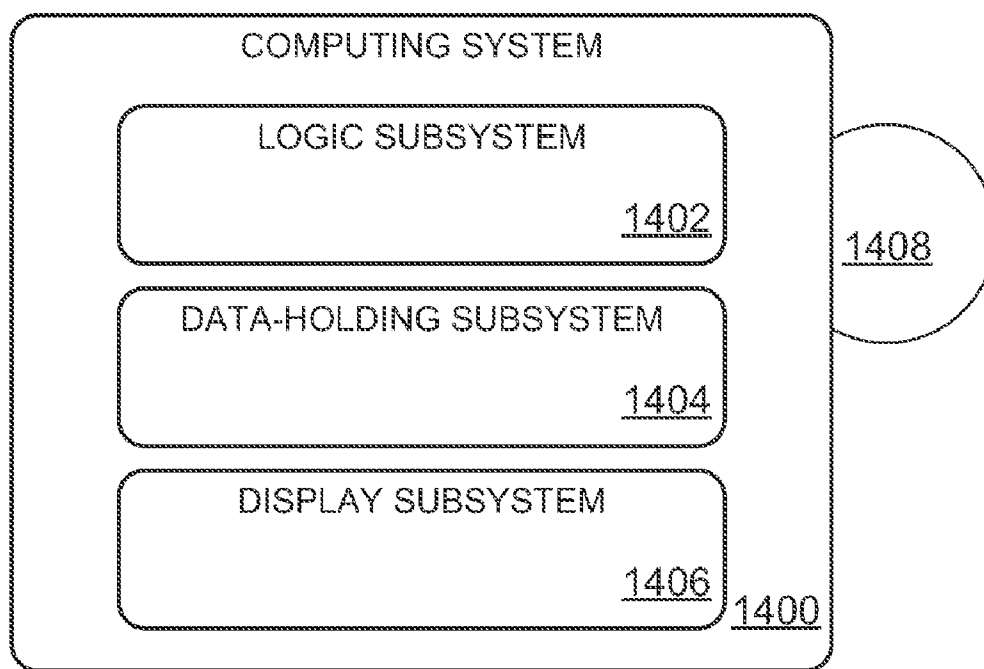 COMPUTING SYSTEM
LOGIC SUBSYSTEM
1402
1408
DATA-HOLDING SUBSYSTEM
1404
DISPLAY SUBSYSTEM
1406
1400